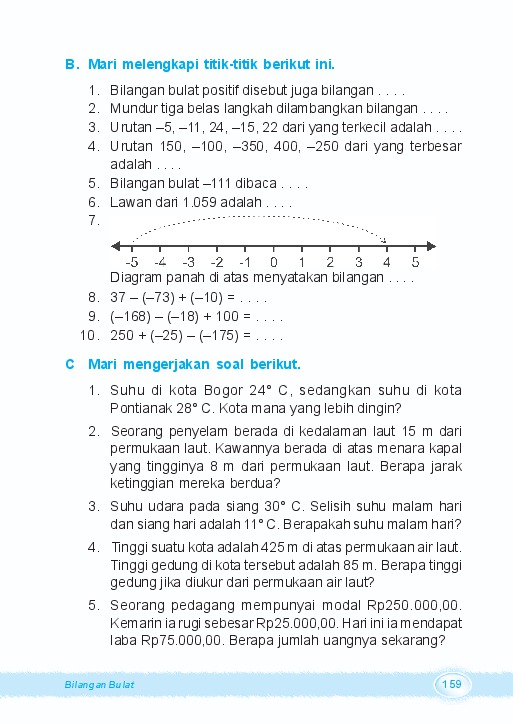 B. Mari melengkapi titik-titik berikut ini.
1. Bilangan bulat positif disebut juga bilangan . . . .
2. Mundur tiga belas langkah dilambangkan bilangan . . . .
3. Urutan –5, –11, 24, –15, 22 dari yang terkecil adalah . . . .
4. Urutan 150, –100, –350, 400, –250 dari yang terbesar
adalah . . . .
5. Bilangan bulat –111 dibaca . . . .
6. Lawan dari 1.059 adalah . . . .
7.
-5 -4 -3 -2 -1 0 1 2 3 4 5
Diagram panah di atas menyatakan bilangan . . . .
8. 37 – (–73) + (–10) = . . . .
9. (–168) – (–18) + 100 = . . . .
10. 250 + (–25) – (–175) = . . . .
C Mari mengerjakan soal berikut.
1. Suhu di kota Bogor 24° C, sedangkan suhu di kota
Pontianak 28° C. Kota mana yang lebih dingin?
2. Seorang penyelam berada di kedalaman laut 15 m dari
permukaan laut. Kawannya berada di atas menara kapal
yang tingginya 8 m dari permukaan laut. Berapa jarak
ketinggian mereka berdua?
3. Suhu udara pada siang 30° C. Selisih suhu malam hari
dan siang hari adalah 11° C. Berapakah suhu malam hari?
4. Tinggi suatu kota adalah 425 m di atas permukaan air laut.
Tinggi gedung di kota tersebut adalah 85 m. Berapa tinggi
gedung jika diukur dari permukaan air laut?
5. Seorang pedagang mempunyai modal Rp250.000,00.
Kemarin ia rugi sebesar Rp25.000,00. Hari ini ia mendapat
laba Rp75.000,00. Berapa jumlah uangnya sekarang?
Bilangan Bulat 159